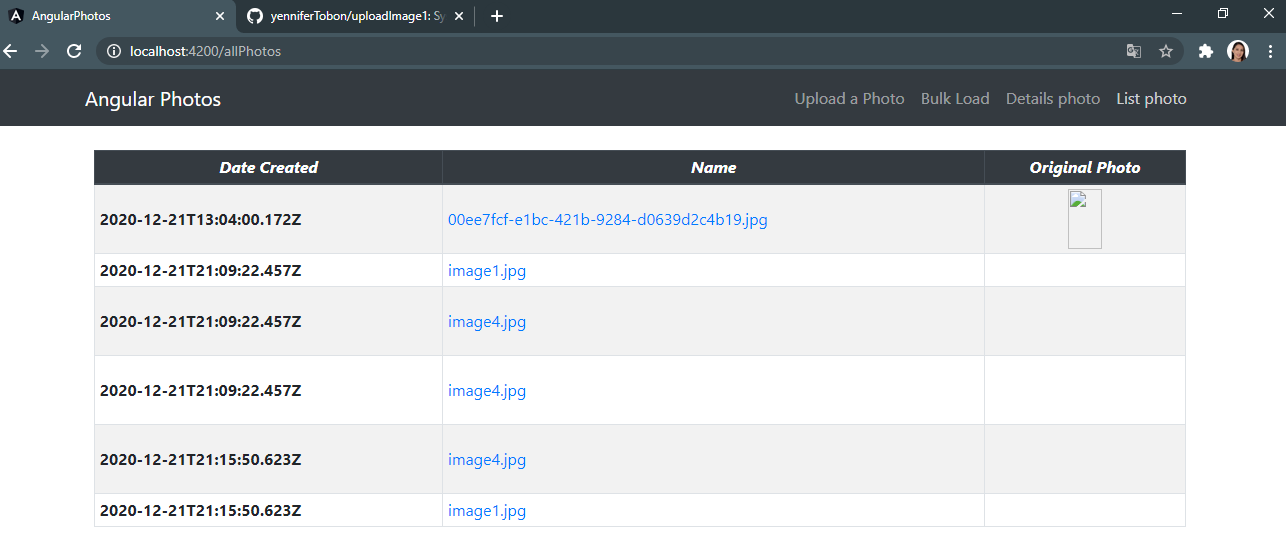 AngularPhotos
yenniferTobon/uploadImage1: Sy
localhost:4200/allPhotos
Angular Photos
Upload a Photo
Bulk Load
Details photo
List photo
Date Created Name Original Photo
2020-12-21T13:04:00.172Z 00ee7fcf-e1bc-421b-9284-d0639d2c4b19.jpg
2020-12-21T21:09:22.457Z image1.jpg
2020-12-21T21:09:22.457Z image4.jpg
2020-12-21T21:09:22.457Z image4.jpg
2020-12-21T21:15:50.623Z image4.jpg
2020-12-21T21:15:50.623Z image1.jpg